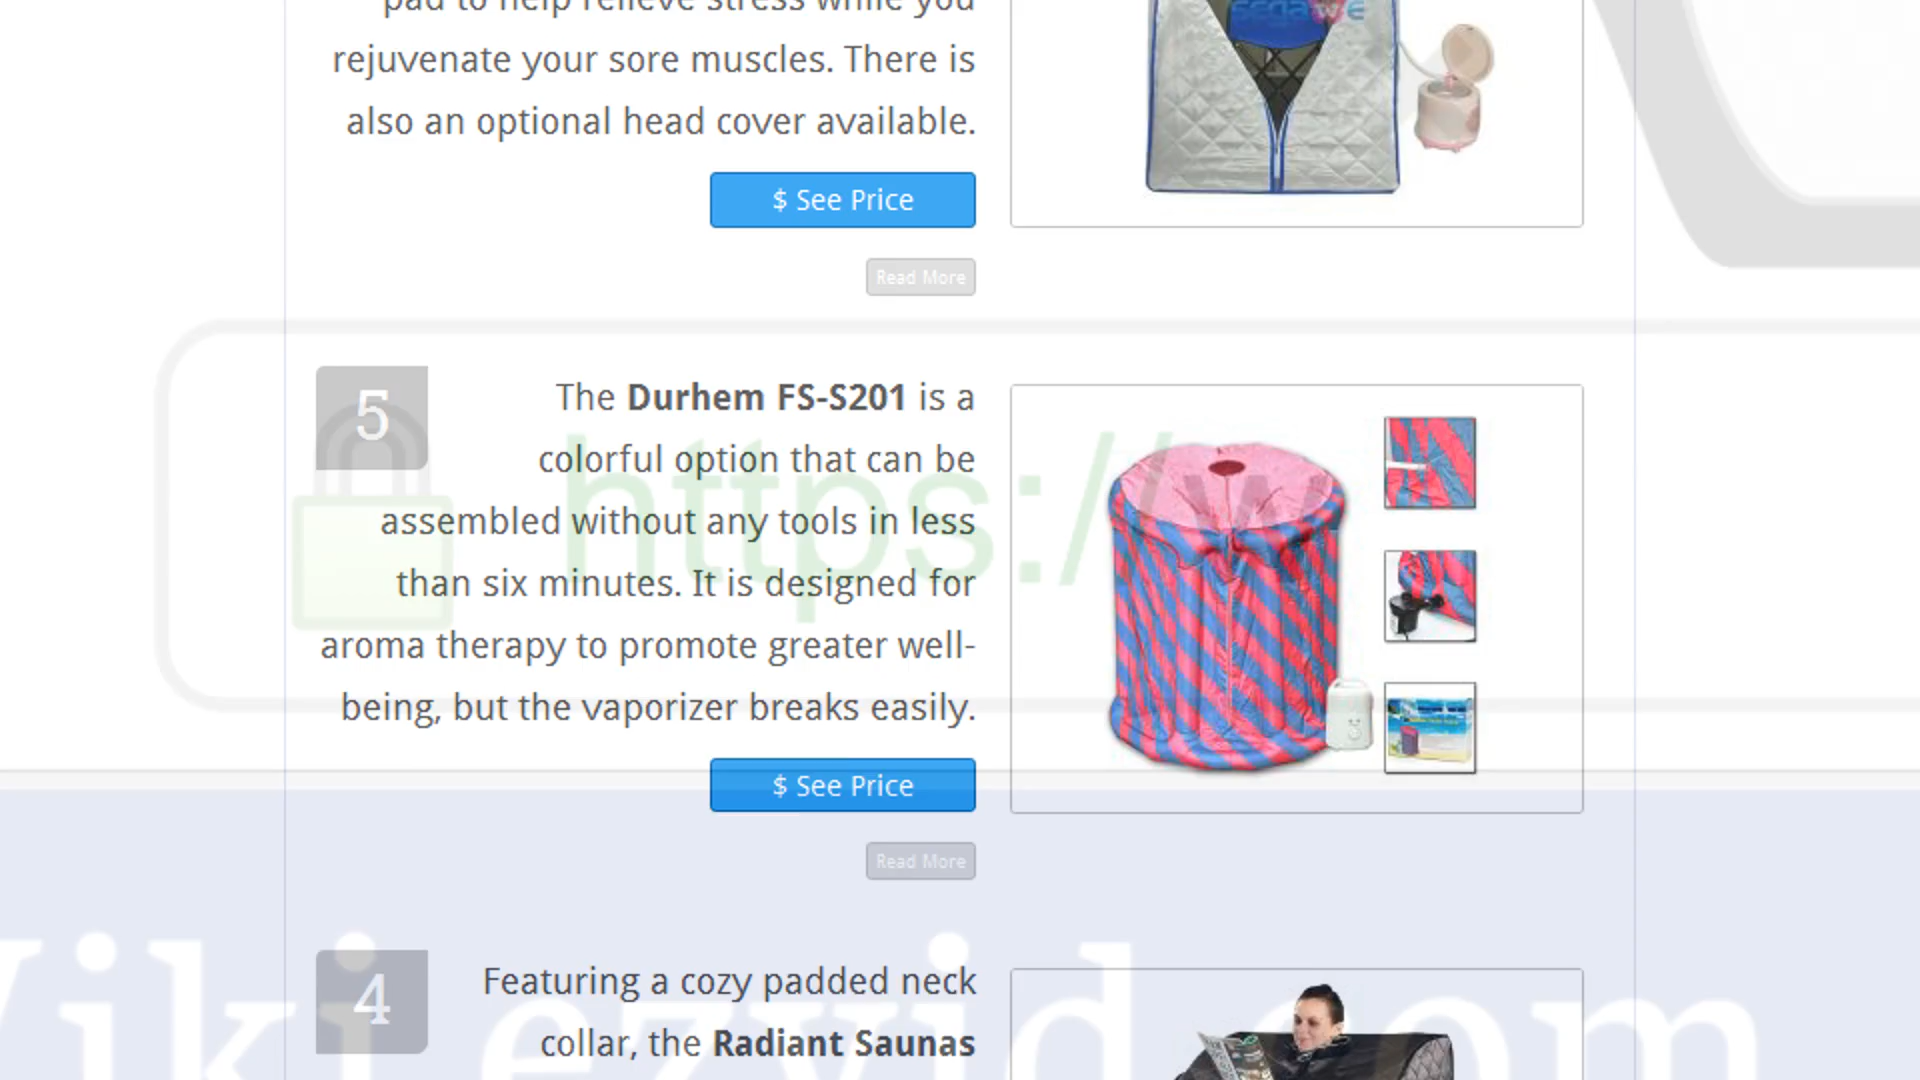 pad to help relieve stress while you
rejuvenate your sore muscles. There is
also an optional head cover available.
$ See Price
Read More
5
The Durhem FS-S201 is a
colorful option that can be
assembled without any tools in less
than six minutes. It is designed for
aroma therapy to promote greater well-
being, but the vaporizer breaks easily.
https://w
$ See Price
Read More
4
Featuring a cozy padded neck
collar, the Radiant Saunas
Wiki.ezvid.com